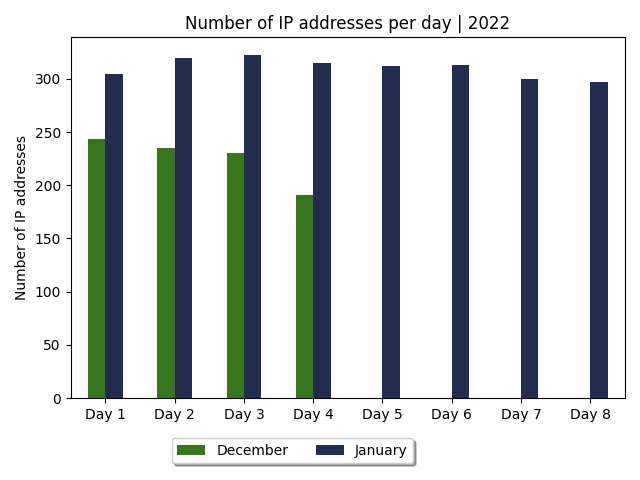 Number of IP addresses per day | 2022
Number of IP addresses
300
250
200
150
100
50
0
Day 1 Day 2 Day 3 Day 4 Day 5 Day 6 Day 7 Day 8
December January